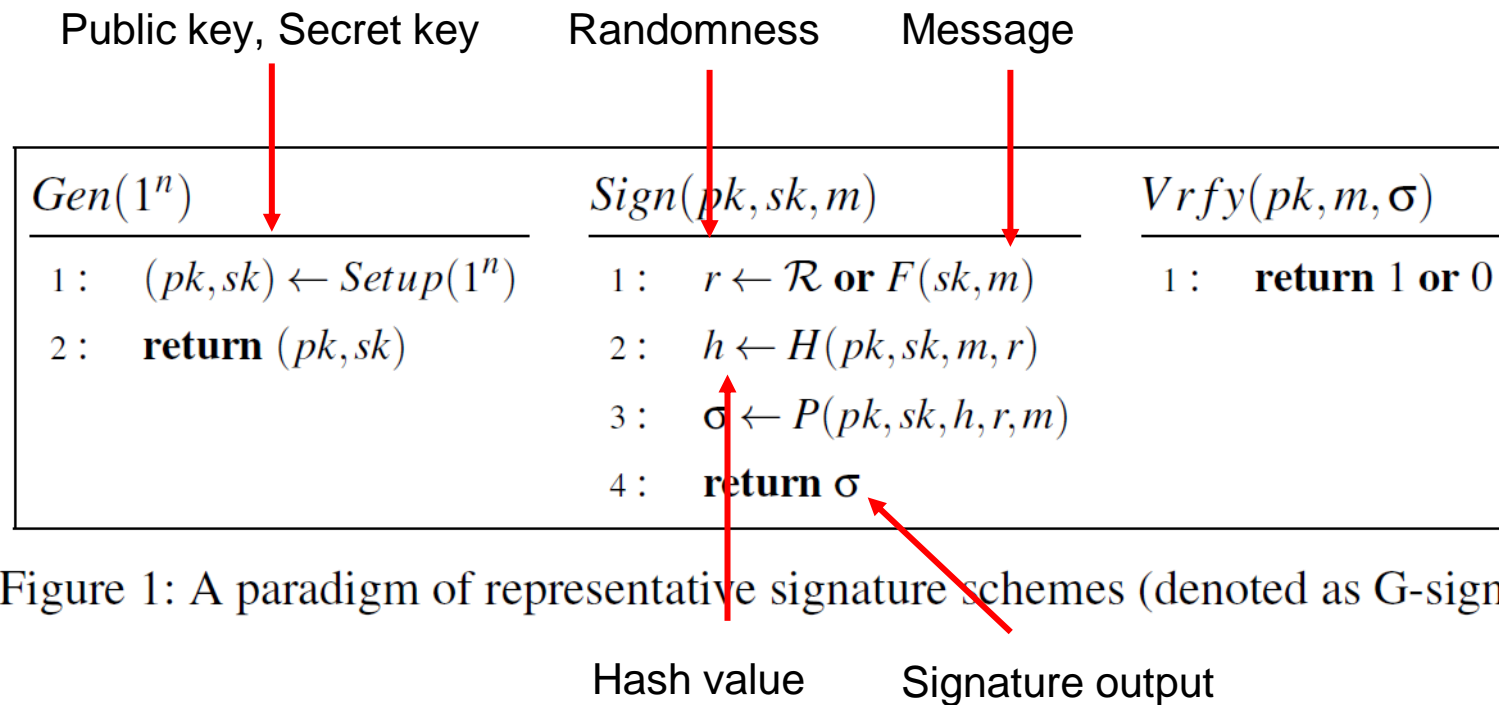 Public key, Secret key
Randomness
Message
Gen(1ⁿ)
1 : (pk, sk) ← Setup(1ⁿ)
2 : return (pk, sk)
Sign(pk, sk, m)
1 : r ← ℛ or F(sk, m)
2 : h ← H(pk, sk, m, r)
3 : σ ← P(pk, sk, h, r, m)
4 : return σ
Vrfy(pk, m, σ)
1 : return 1 or 0
Figure 1: A paradigm of representative signature schemes (denoted as G-sign
Hash value
Signature output